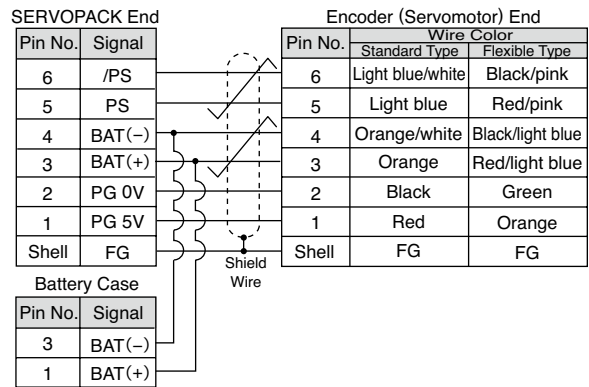 SERVOPACK End
Pin No. Signal
6 /PS
5 PS
4 BAT(−)
3 BAT(+)
2 PG 0V
1 PG 5V
Shell FG
Encoder (Servomotor) End
Pin No. Wire Color
Standard Type Flexible Type
6 Light blue/white Black/pink
5 Light blue Red/pink
4 Orange/white Black/light blue
3 Orange Red/light blue
2 Black Green
1 Red Orange
Shell FG FG
Shield
Wire
Battery Case
Pin No. Signal
3 BAT(−)
1 BAT(+)